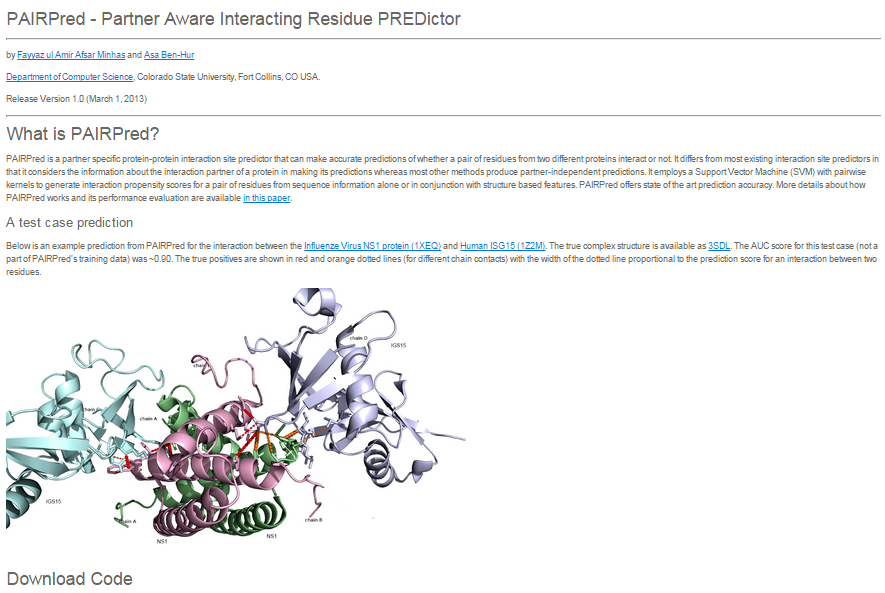 PAIRPred - Partner Aware Interacting Residue PREDictor
by Fayyaz ul Amir Afsar Minhas and Asa Ben-Hur
Department of Computer Science, Colorado State University, Fort Collins, CO USA.
Release Version 1.0 (March 1, 2013)
What is PAIRPred?
PAIRPred is a partner specific protein-protein interaction site predictor that can make accurate predictions of whether a pair of residues from two different proteins interact or not. It differs from most existing interaction site predictors in
that it considers the information about the interaction partner of a protein in making its predictions whereas most other methods produce partner-independent predictions. It employs a Support Vector Machine (SVM) with pairwise
kernels to generate interaction propensity scores for a pair of residues from sequence information alone or in conjunction with structure based features. PAIRPred offers state of the art prediction accuracy. More details about how
PAIRPred works and its performance evaluation are available in this paper.
A test case prediction
Below is an example prediction from PAIRPred for the interaction between the Influenze Virus NS1 protein (1XEQ) and Human ISG15 (1Z2M). The true complex structure is available as 3SDL. The AUC score for this test case (not a
part of PAIRPred's training data) was ~0.90. The true positives are shown in red and orange dotted lines (for different chain contacts) with the width of the dotted line proportional to the prediction score for an interaction between two
residues.
chain D
IGS15
chain
chain
chain A
IGS15
chain A
chain B
NS1
NS1
Download Code